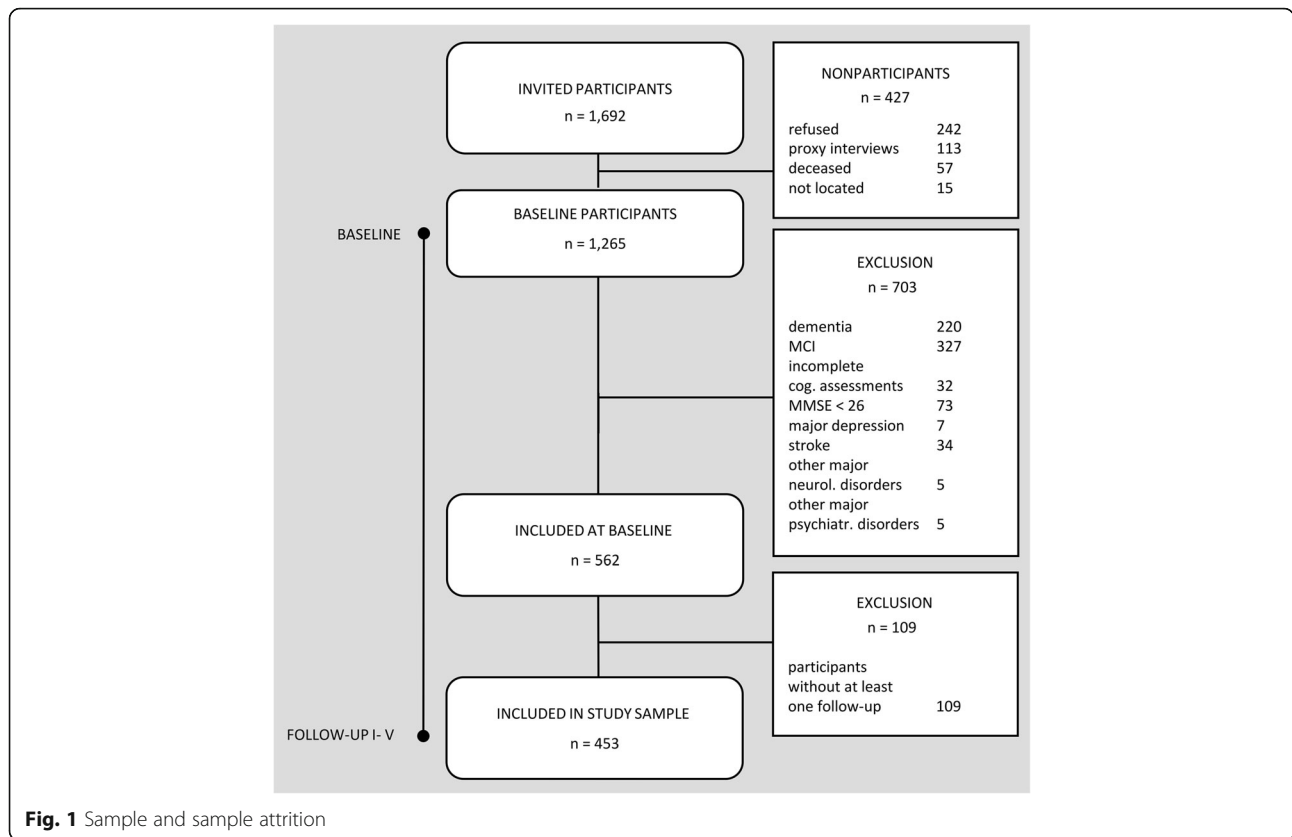 INVITED PARTICIPANTS
n = 1,692
NONPARTICIPANTS
n = 427
refused 242
proxy interviews 113
deceased 57
not located 15
BASELINE PARTICIPANTS
n = 1,265
BASELINE
EXCLUSION
n = 703
dementia 220
MCI 327
incomplete
cog. assessments 32
MMSE < 26 73
major depression 7
stroke 34
other major
neurol. disorders 5
other major
psychiatr. disorders 5
INCLUDED AT BASELINE
n = 562
EXCLUSION
n = 109
participants
without at least
one follow-up 109
INCLUDED IN STUDY SAMPLE
n = 453
FOLLOW-UP I- V
Fig. 1 Sample and sample attrition